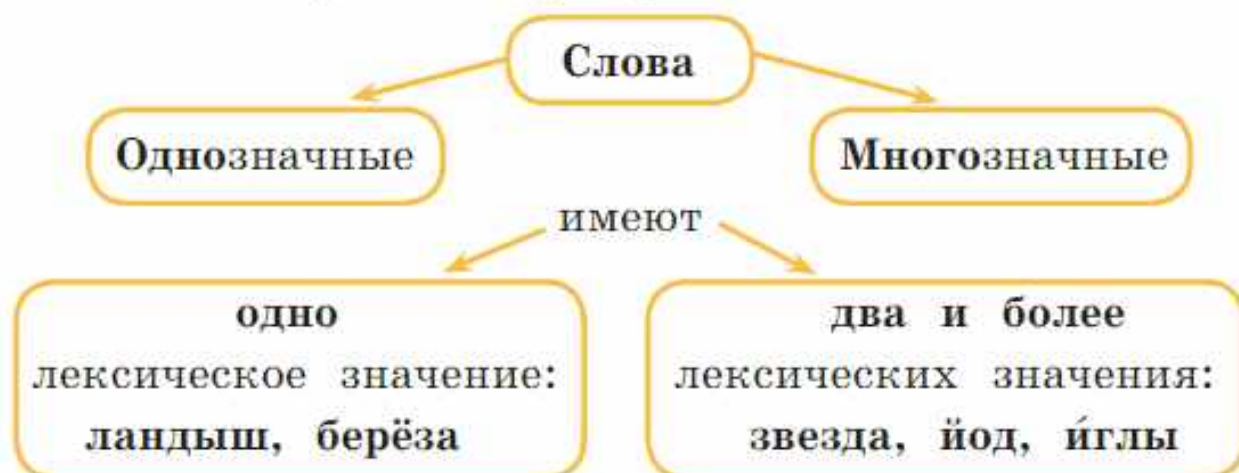 Слова
Однозначные
Многозначные
имеют
одно
лексическое значение:
ландыш, берёза
два и более
лексических значения:
звезда, йод, и́глы